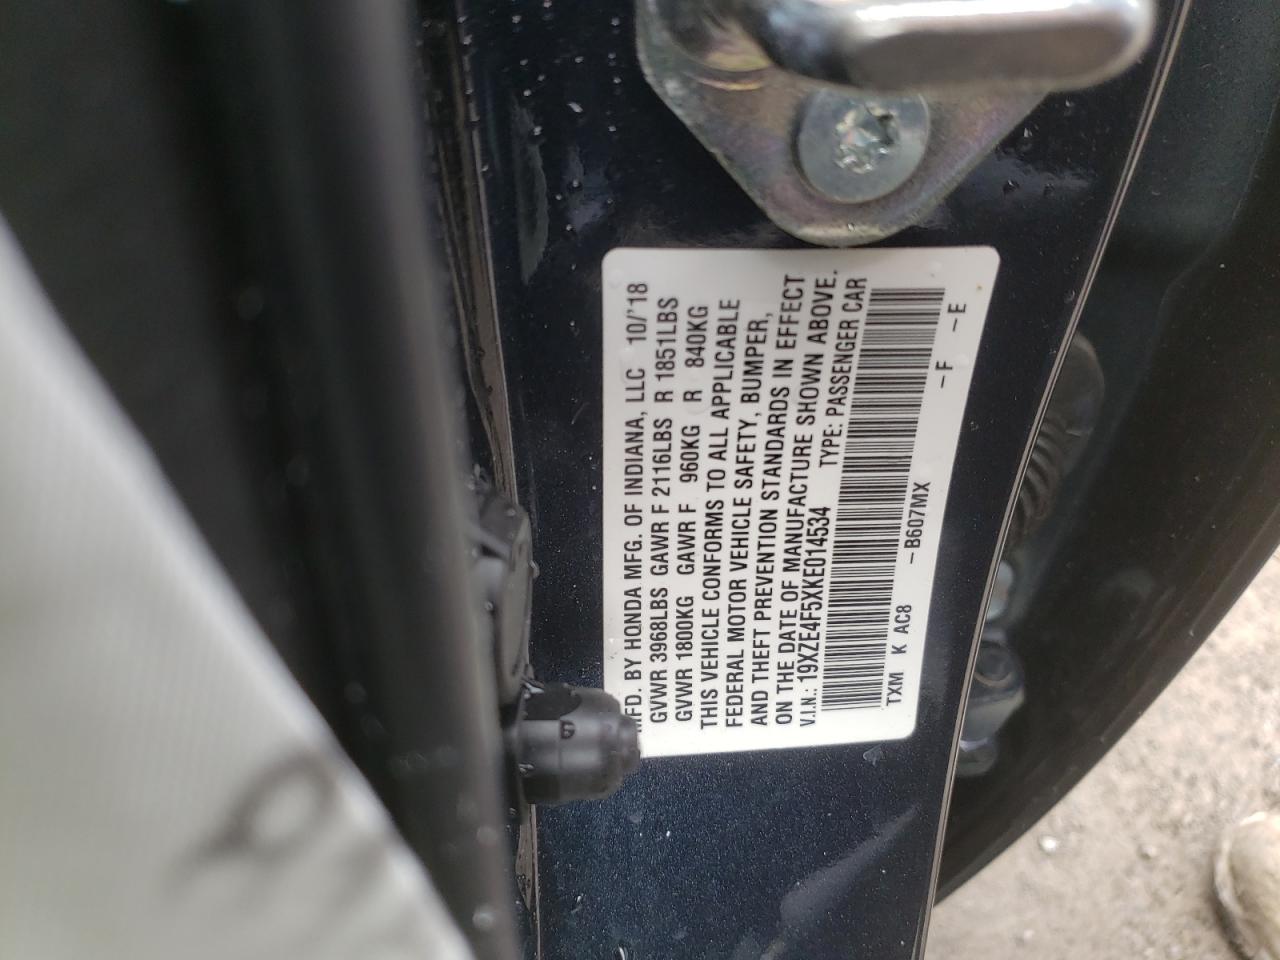 MFD. BY HONDA MFG. OF INDIANA, LLC 10/'18
GVWR 3968LBS GAWR F 2116LBS R 1851LBS
GVWR 1800KG GAWR F 960KG R 840KG
THIS VEHICLE CONFORMS TO ALL APPLICABLE
FEDERAL MOTOR VEHICLE SAFETY, BUMPER,
AND THEFT PREVENTION STANDARDS IN EFFECT
ON THE DATE OF MANUFACTURE SHOWN ABOVE.
V.I.N.: 19XZE4F5XKE014534 TYPE: PASSENGER CAR
TXM K AC8 –B607MX –F –E